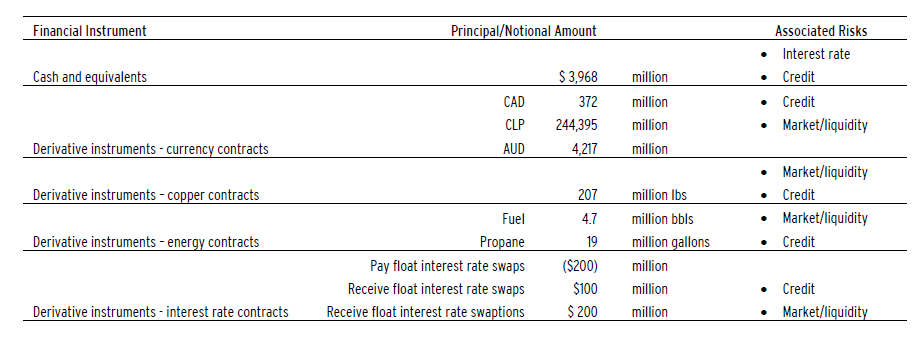 Financial Instrument Principal/Notional Amount Associated Risks
• Interest rate
Cash and equivalents $ 3,968 million • Credit
CAD 372 million • Credit
CLP 244,395 million • Market/liquidity
Derivative instruments - currency contracts AUD 4,217 million
• Market/liquidity
Derivative instruments – copper contracts 207 million lbs • Credit
Fuel 4.7 million bbls • Market/liquidity
Derivative instruments – energy contracts Propane 19 million gallons • Credit
Pay float interest rate swaps ($200) million
Receive float interest rate swaps $100 million • Credit
Derivative instruments - interest rate contracts Receive float interest rate swaptions $ 200 million • Market/liquidity